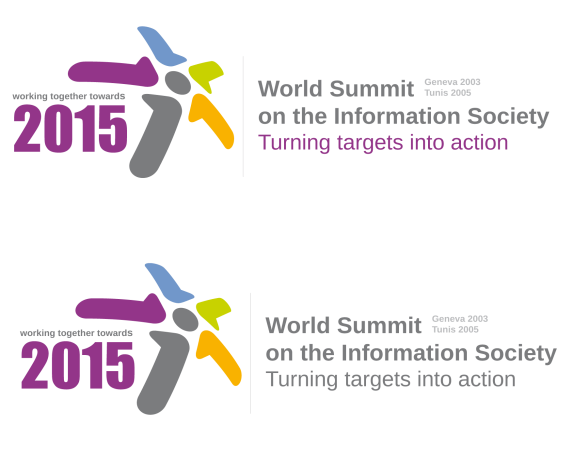 working together towards
2015
World Summit
Geneva 2003
Tunis 2005
on the Information Society
Turning targets into action
working together towards
2015
World Summit
Geneva 2003
Tunis 2005
on the Information Society
Turning targets into action